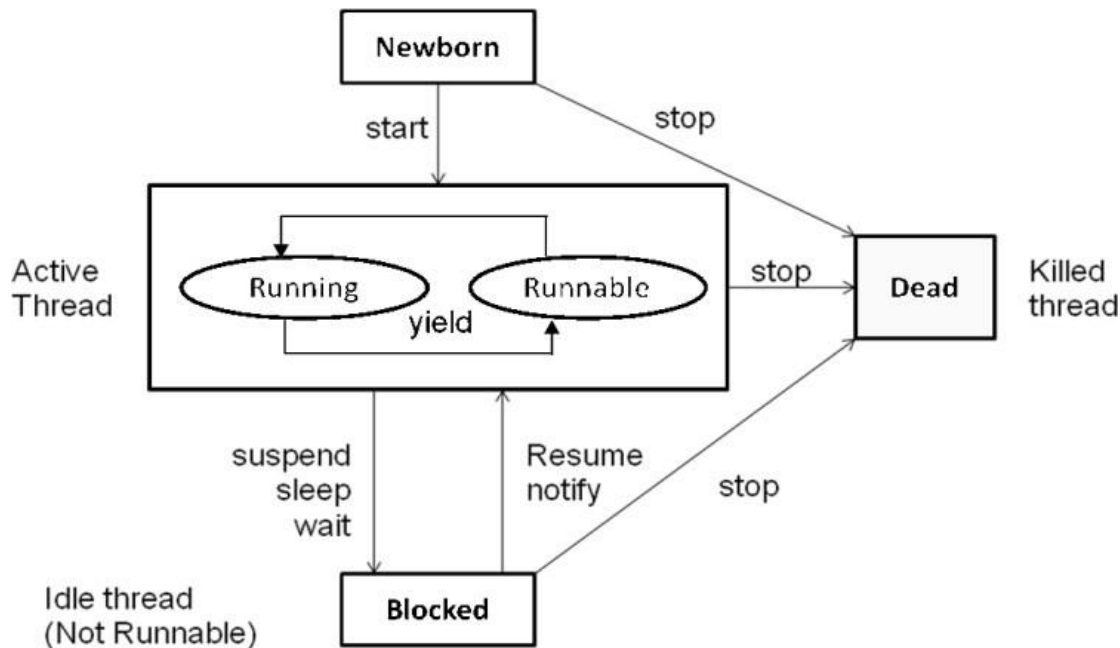 Newborn
start
stop
Active
Thread
Running
Runnable
yield
stop
Dead
Killed
thread
suspend
sleep
wait
Resume
notify
stop
Idle thread
(Not Runnable)
Blocked